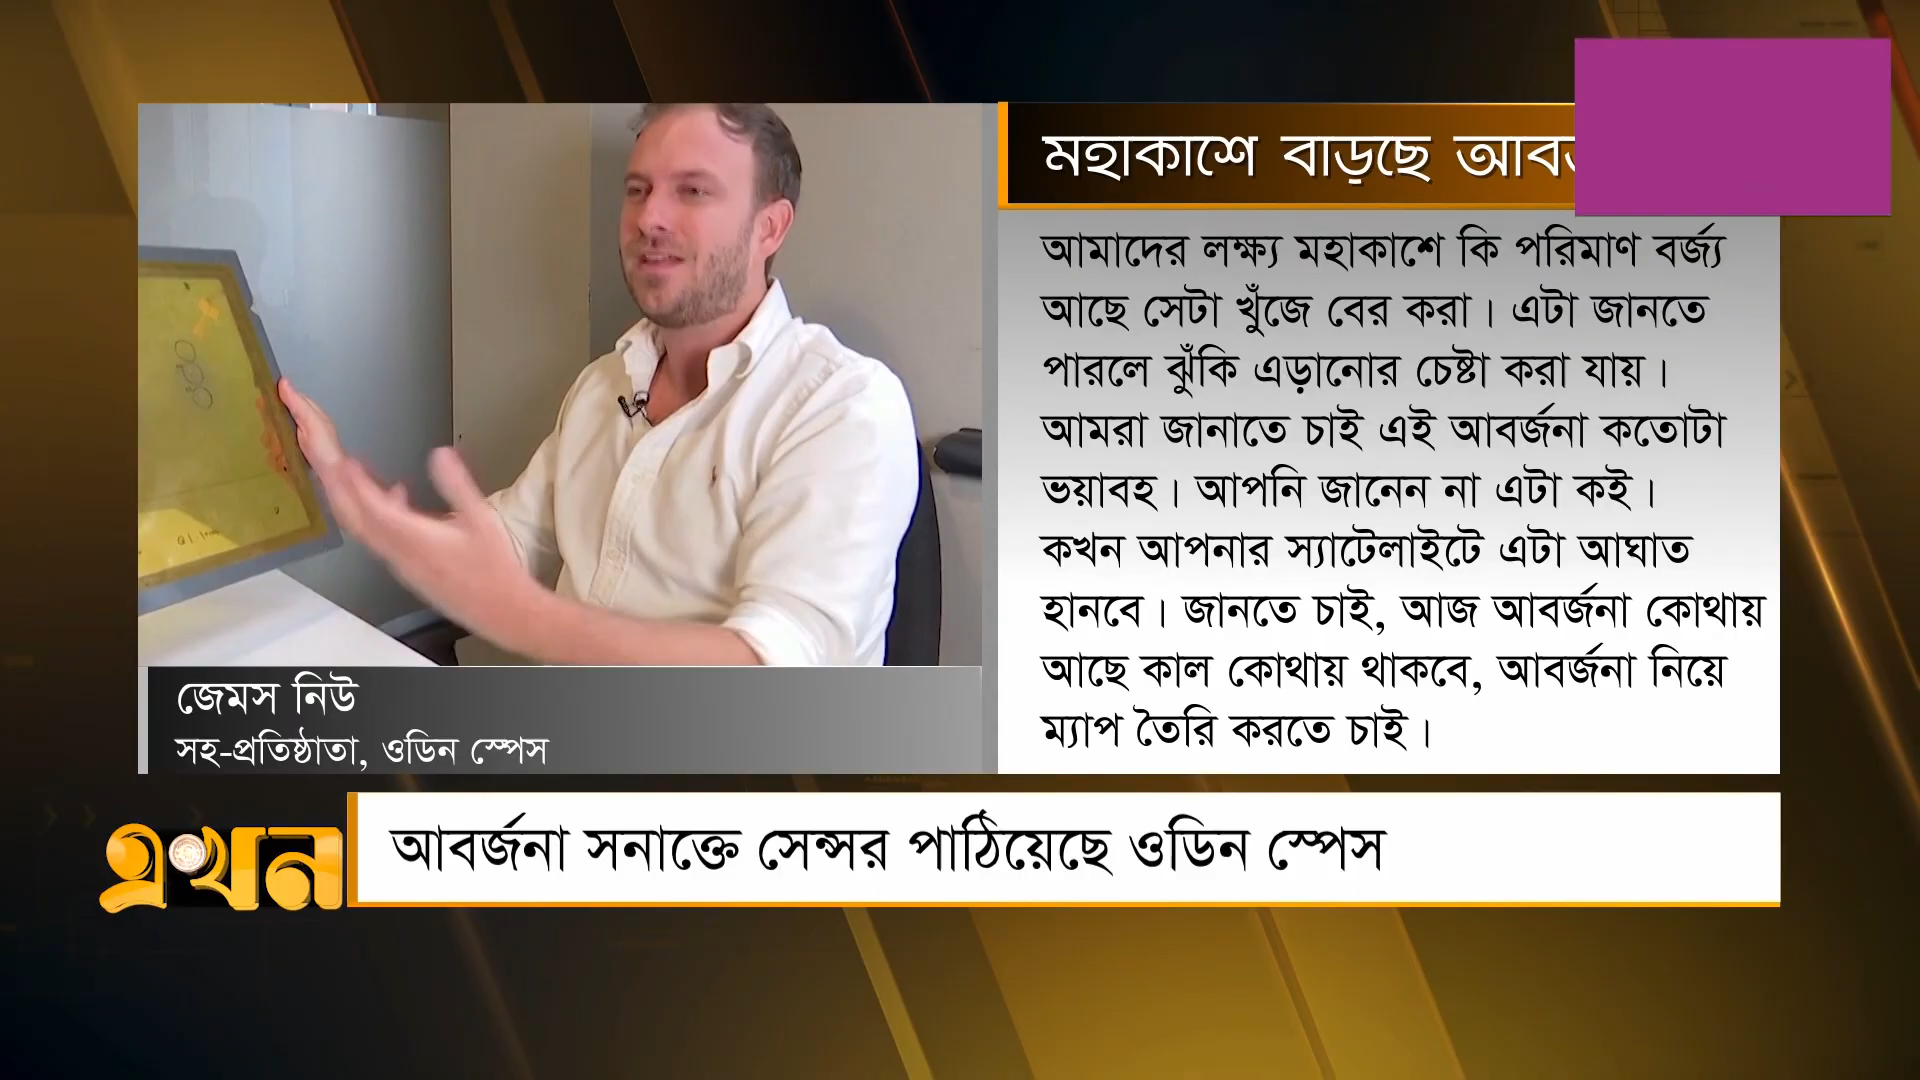 মহাকাশে বাড়ছে
আমাদের লক্ষ্য মহাকাশে কি পরিমাণ বর্জ্য
আছে সেটা খুঁজে বের করা। এটা জানতে
পারলে ঝুঁকি এড়ানোর চেষ্টা করা যায়।
আমরা জানাতে চাই এই আবর্জনা কতোটা
ভয়াবহ। আপনি জানেন না এটা কই।
কখন আপনার স্যাটেলাইটে এটা আঘাত
হানবে। জানতে চাই, আজ আবর্জনা কোথায়
আছে কাল কোথায় থাকবে, আবর্জনা নিয়ে
ম্যাপ তৈরি করতে চাই।
জেমস নিউ
সহ-প্রতিষ্ঠাতা, ওডিন স্পেস
এখন
আবর্জনা সনাক্তে সেন্সর পাঠিয়েছে ওডিন স্পেস